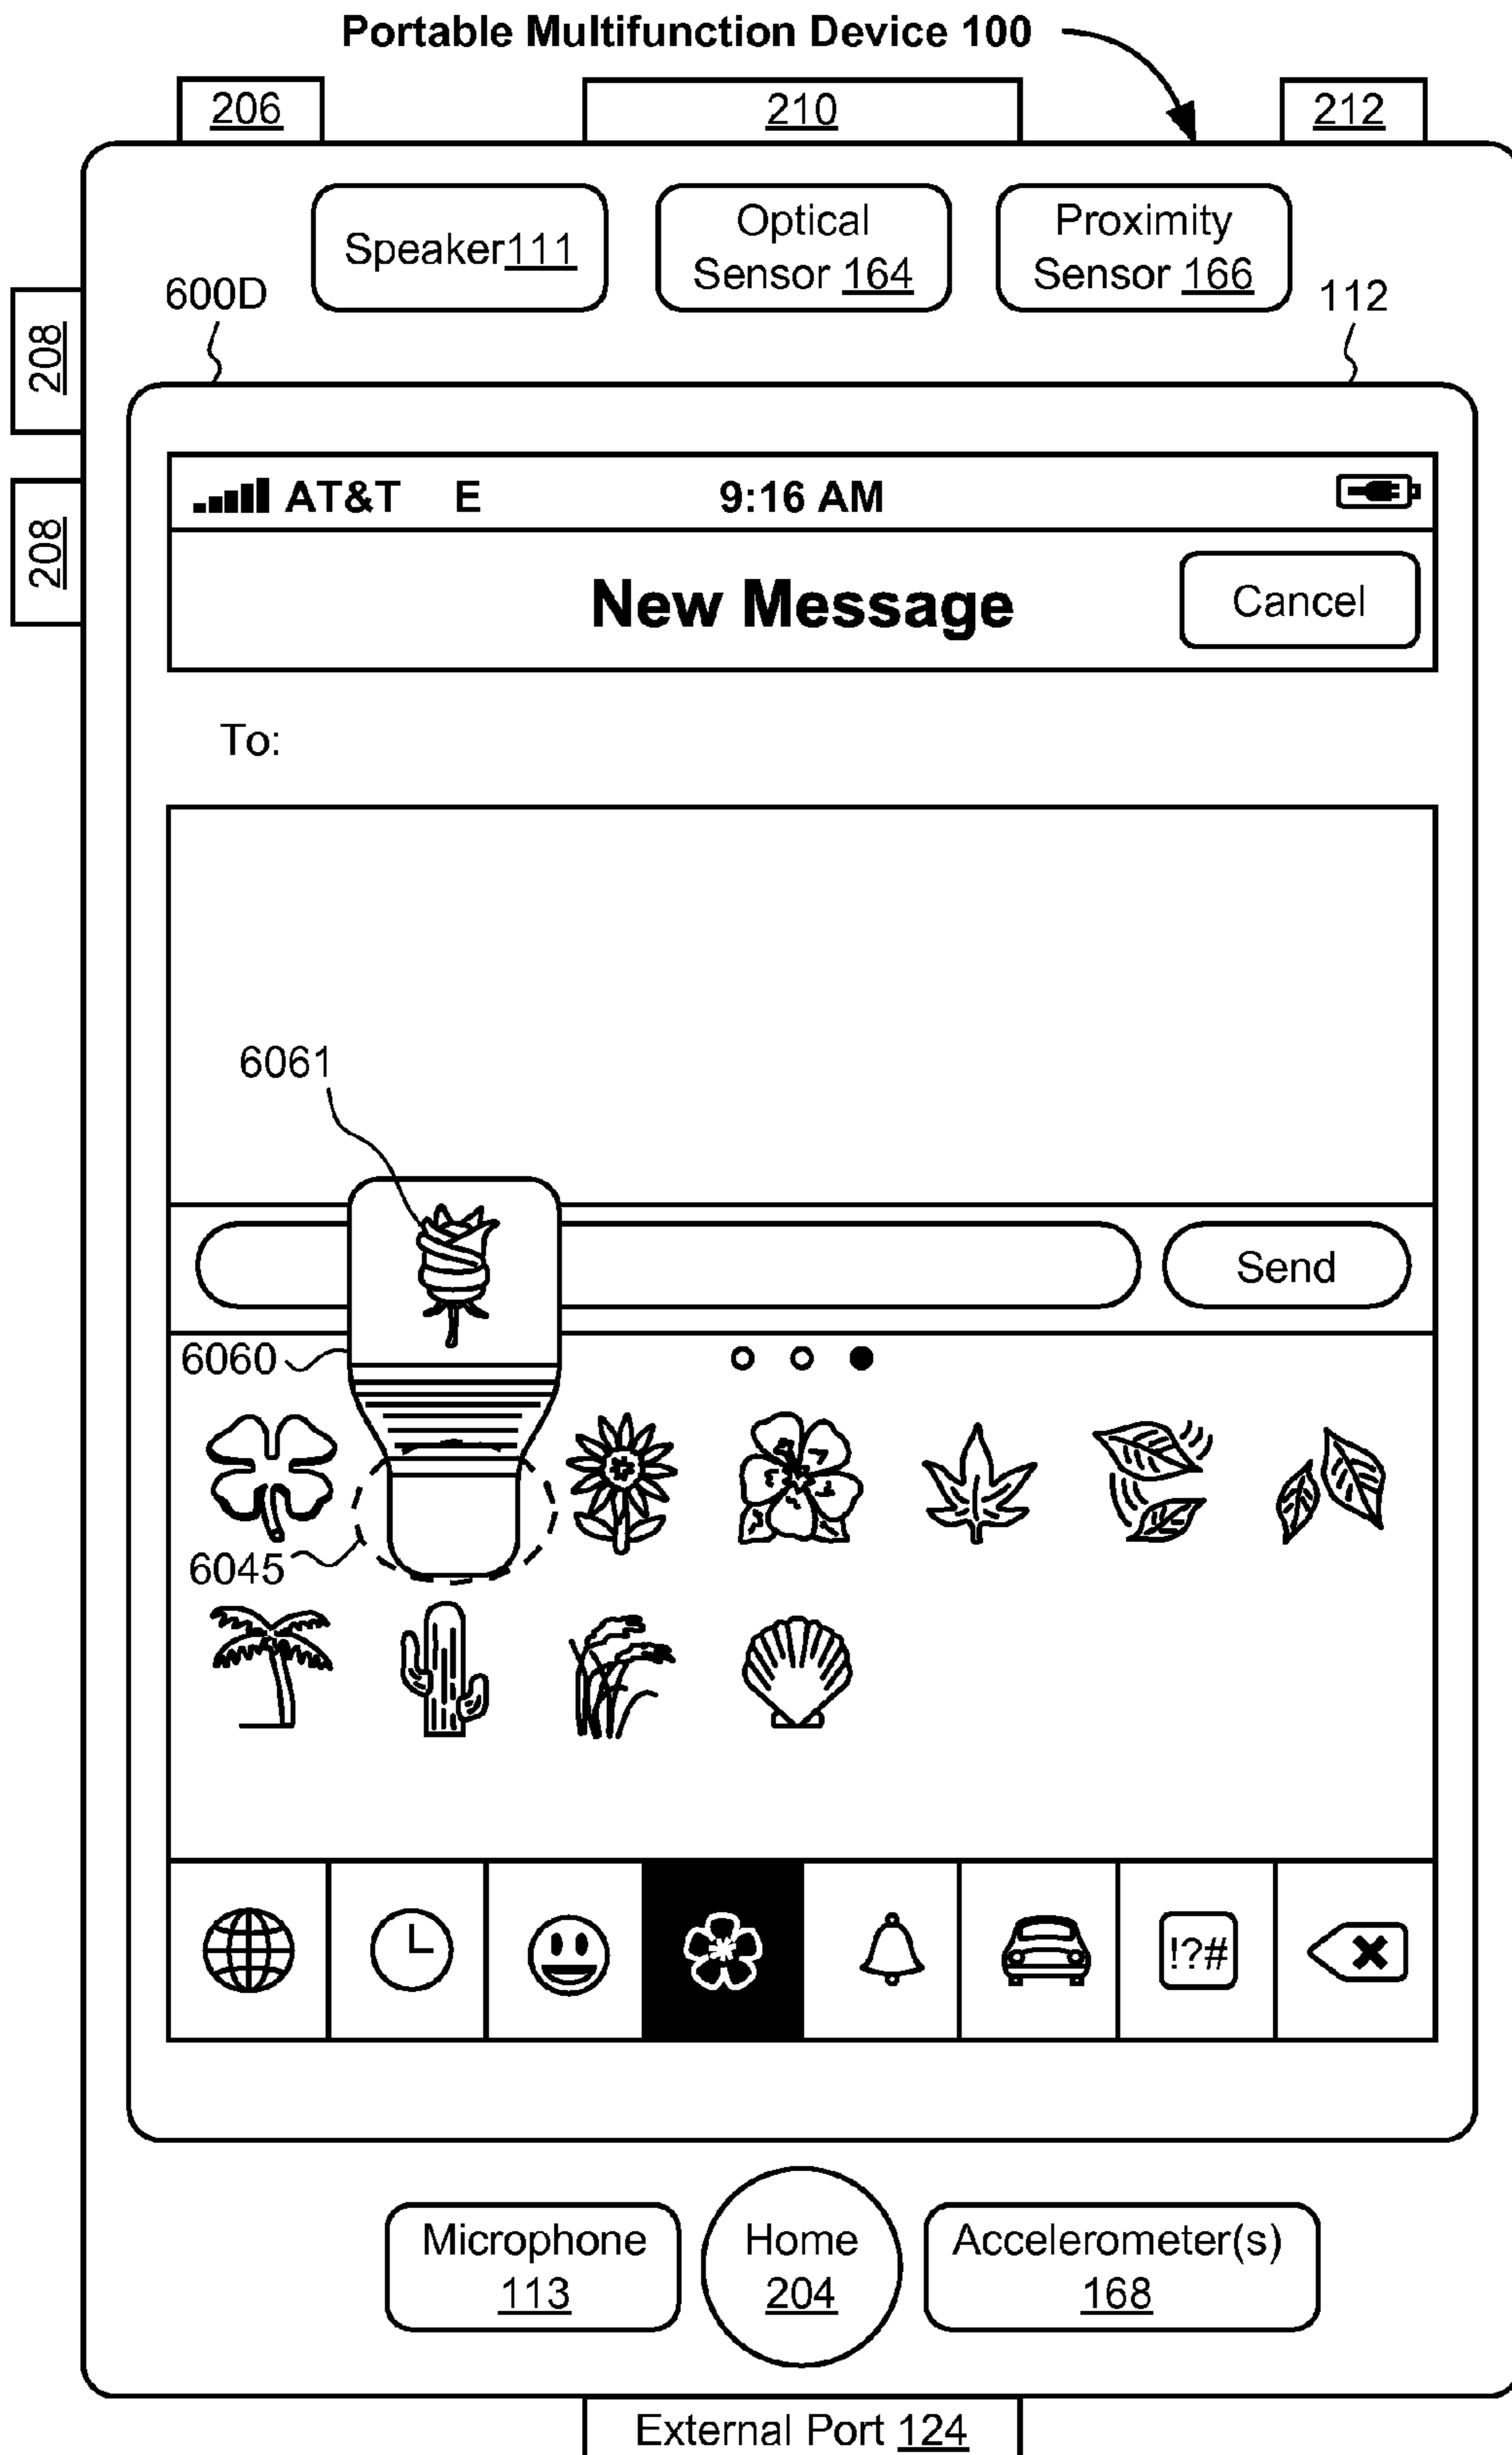 Portable Multifunction Device 100
206
210
212
Speaker 111
Optical
Sensor 164
Proximity
Sensor 166
600D
112
208
208
AT&T E 9:16 AM
New Message
Cancel
To:
6061
Send
6060
6045
!?#
Microphone
113
Home
204
Accelerometer(s)
168
External Port 124